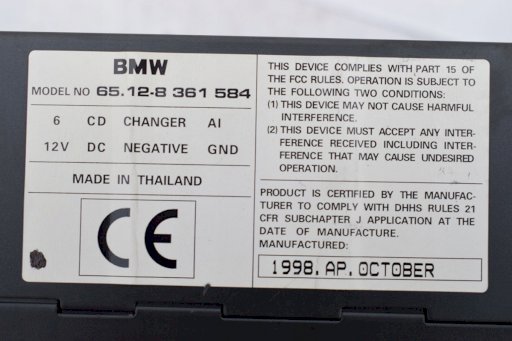 BMW
MODEL NO 65.12-8 361 584
6 CD CHANGER AI
12V DC NEGATIVE GND
MADE IN THAILAND
CE
THIS DEVICE COMPLIES WITH PART 15 OF
THE FCC RULES. OPERATION IS SUBJECT TO
THE FOLLOWING TWO CONDITIONS:
(1) THIS DEVICE MAY NOT CAUSE HARMFUL
INTERFERENCE.
(2) THIS DEVICE MUST ACCEPT ANY INTER-
FERENCE RECEIVED INCLUDING INTER-
FERENCE THAT MAY CAUSE UNDESIRED
OPERATION.
PRODUCT IS CERTIFIED BY THE MANUFAC-
TURER TO COMPLY WITH DHHS RULES 21
CFR SUBCHAPTER J APPLICATION AT THE
DATE OF MANUFACTURE.
MANUFACTURED:
1998. AP. OCTOBER